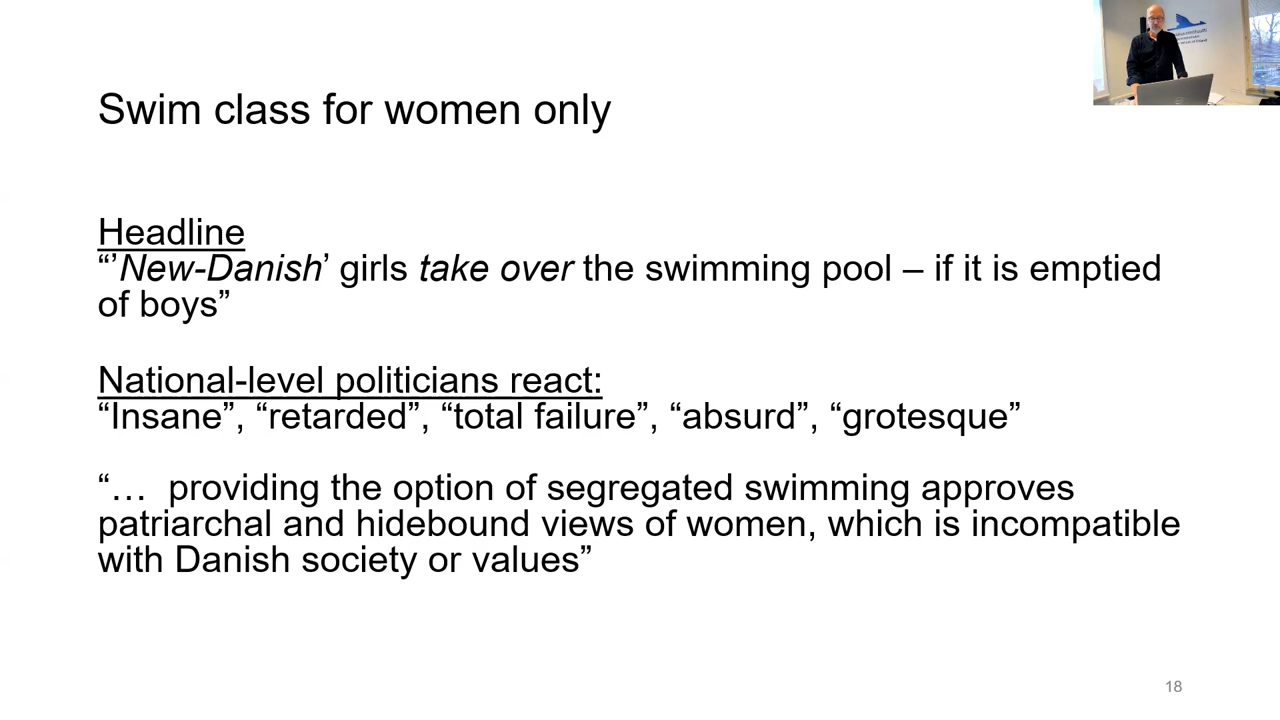 Swim class for women only
Headline
“’New-Danish’ girls take over the swimming pool – if it is emptied
of boys”
National-level politicians react:
“Insane”, “retarded”, “total failure”, “absurd”, “grotesque”
“… providing the option of segregated swimming approves
patriarchal and hidebound views of women, which is incompatible
with Danish society or values”
18